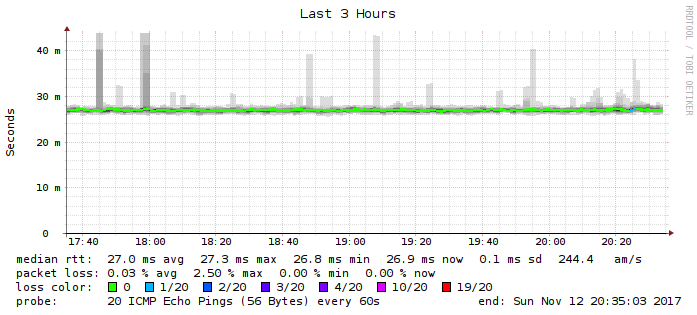 Last 3 Hours
RRDTOOL / TOBI OETIKER
Seconds
40 m
30 m
20 m
10 m
0
17:40 18:00 18:20 18:40 19:00 19:20 19:40 20:00 20:20
median rtt: 27.0 ms avg 27.3 ms max 26.8 ms min 26.9 ms now 0.1 ms sd 244.4 am/s
packet loss: 0.03 % avg 2.50 % max 0.00 % min 0.00 % now
loss color: 0 1/20 2/20 3/20 4/20 10/20 19/20
probe: 20 ICMP Echo Pings (56 Bytes) every 60s end: Sun Nov 12 20:35:03 2017